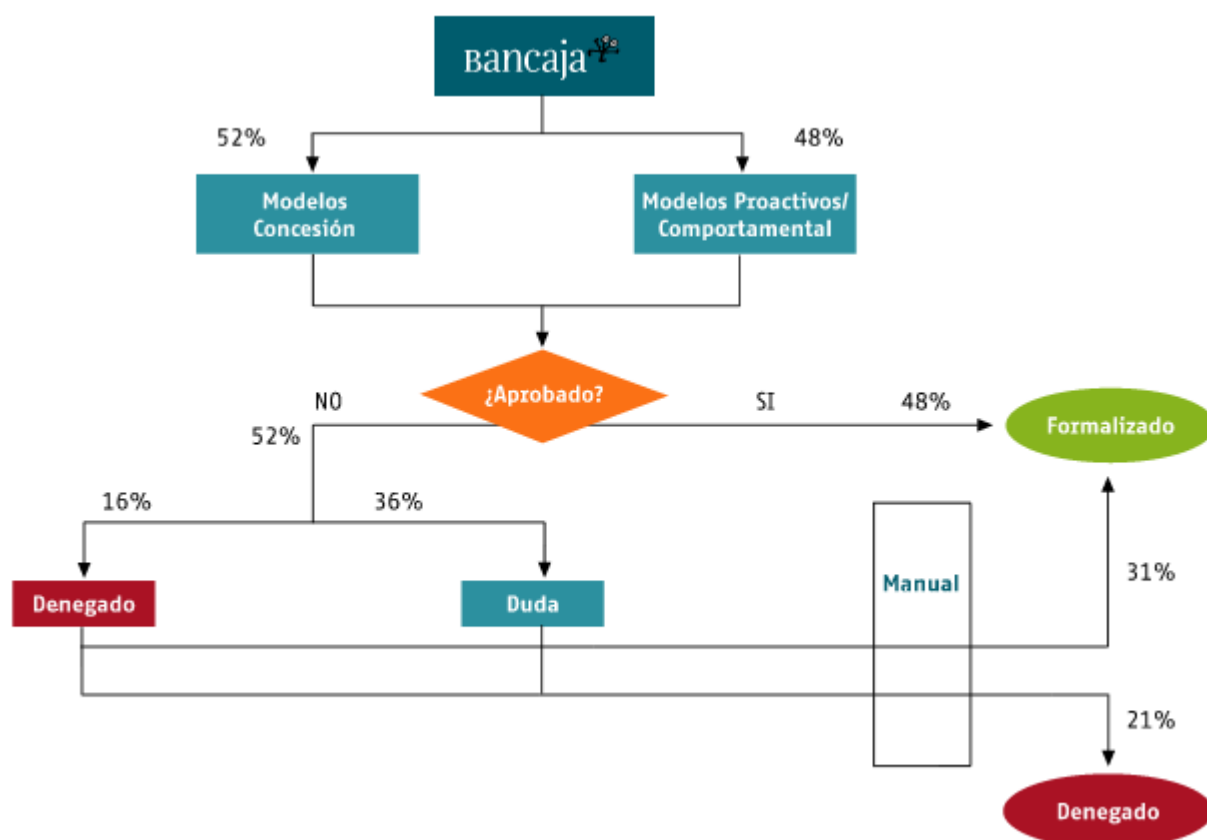 Bancaja
52%
48%
Modelos
Concesión
Modelos Proactivos/
Comportamental
¿Aprobado?
NO
SI
48%
Formalizado
52%
16%
36%
31%
Manual
Denegado
Duda
21%
Denegado